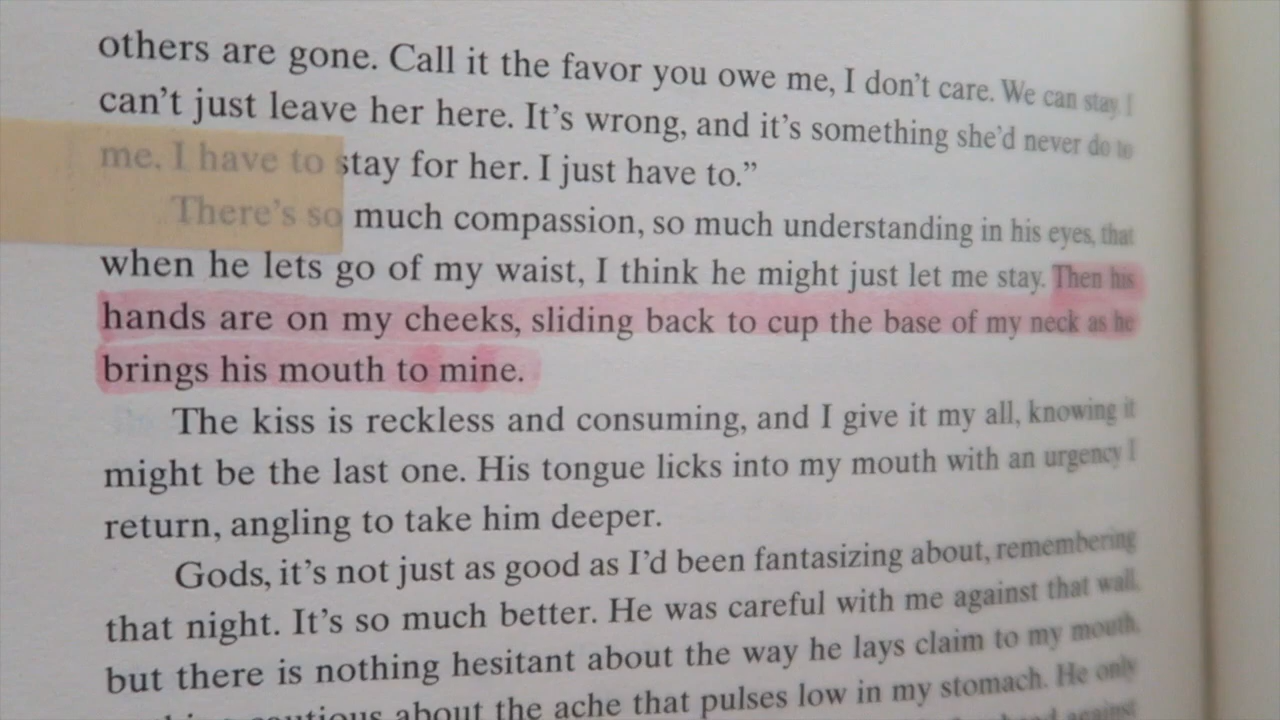 others are gone. Call it the favor you owe me, I don't care. We can stay I
can't just leave her here. It's wrong, and it's something she'd never do to
me. I have to stay for her. I just have to.”
There's so much compassion, so much understanding in his eyes, that
when he lets go of my waist, I think he might just let me stay. Then his
hands are on my cheeks, sliding back to cup the base of my neck as he
brings his mouth to mine.
The kiss is reckless and consuming, and I give it my all, knowing it
might be the last one. His tongue licks into my mouth with an urgency I
return, angling to take him deeper.
Gods, it's not just as good as I'd been fantasizing about, remembering
that night. It's so much better. He was careful with me against that wall,
but there is nothing hesitant about the way he lays claim to my mouth,
cautious about the ache that pulses low in my stomach. He only
against